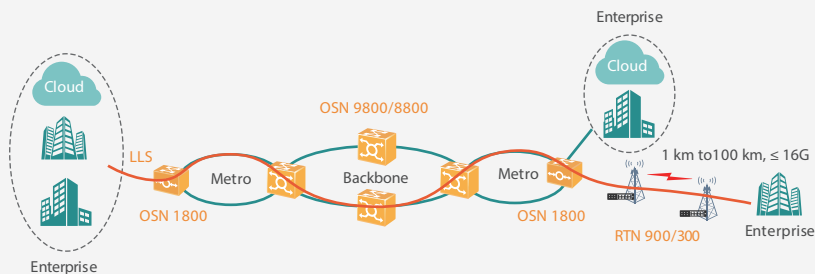 Enterprise
Cloud
Cloud
OSN 9800/8800
LLS
1 km to100 km, ≤ 16G
Metro
Backbone
Metro
OSN 1800
OSN 1800
RTN 900/300
Enterprise
Enterprise